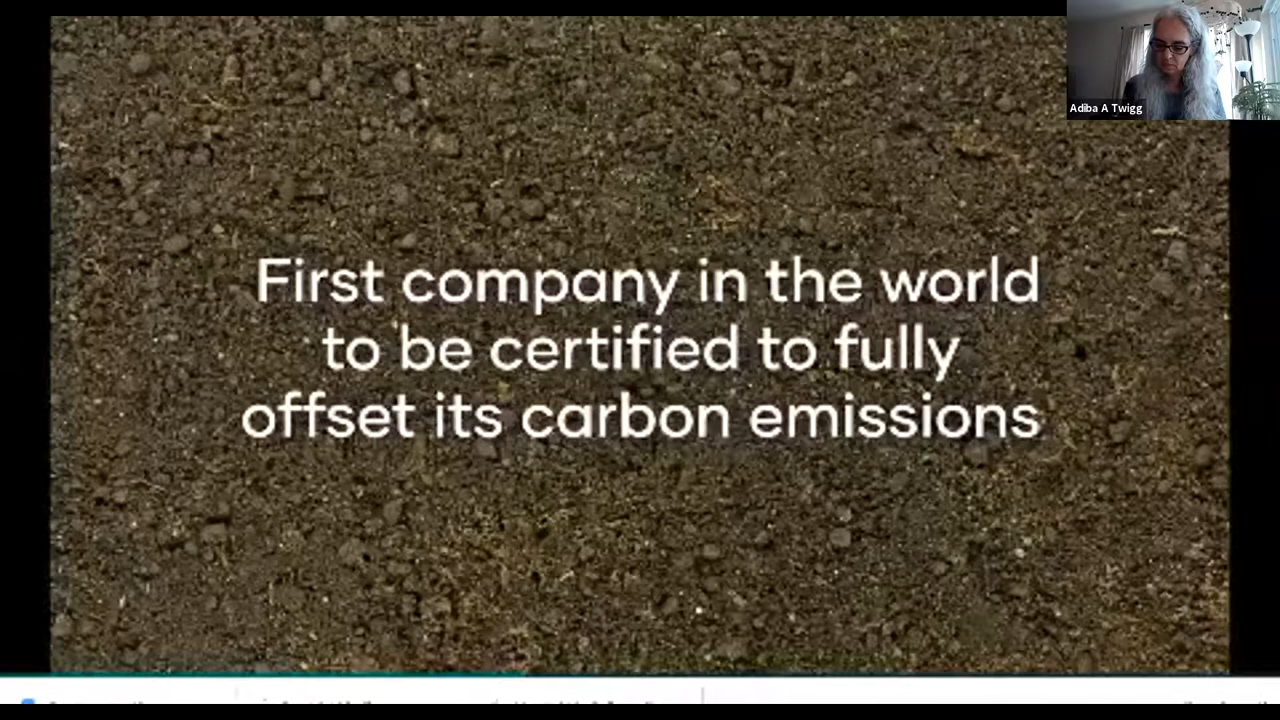 Adiba A Twigg
First company in the world
to be certified to fully
offset its carbon emissions